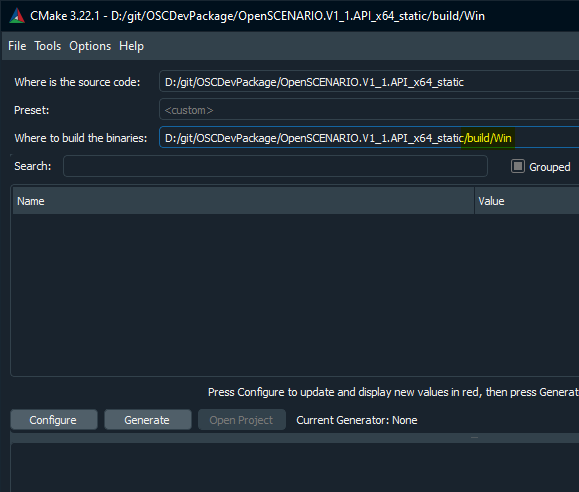 CMake 3.22.1 - D:/git/OSCDevPackage/OpenSCENARIO.V1_1.API_x64_static/build/Win
File Tools Options Help
Where is the source code: D:/git/OSCDevPackage/OpenSCENARIO.V1_1.API_x64_static
Preset: <custom>
Where to build the binaries: D:/git/OSCDevPackage/OpenSCENARIO.V1_1.API_x64_static/build/Win
Search: Grouped
Name Value
Press Configure to update and display new values in red, then press Generat
Configure Generate Open Project Current Generator: None